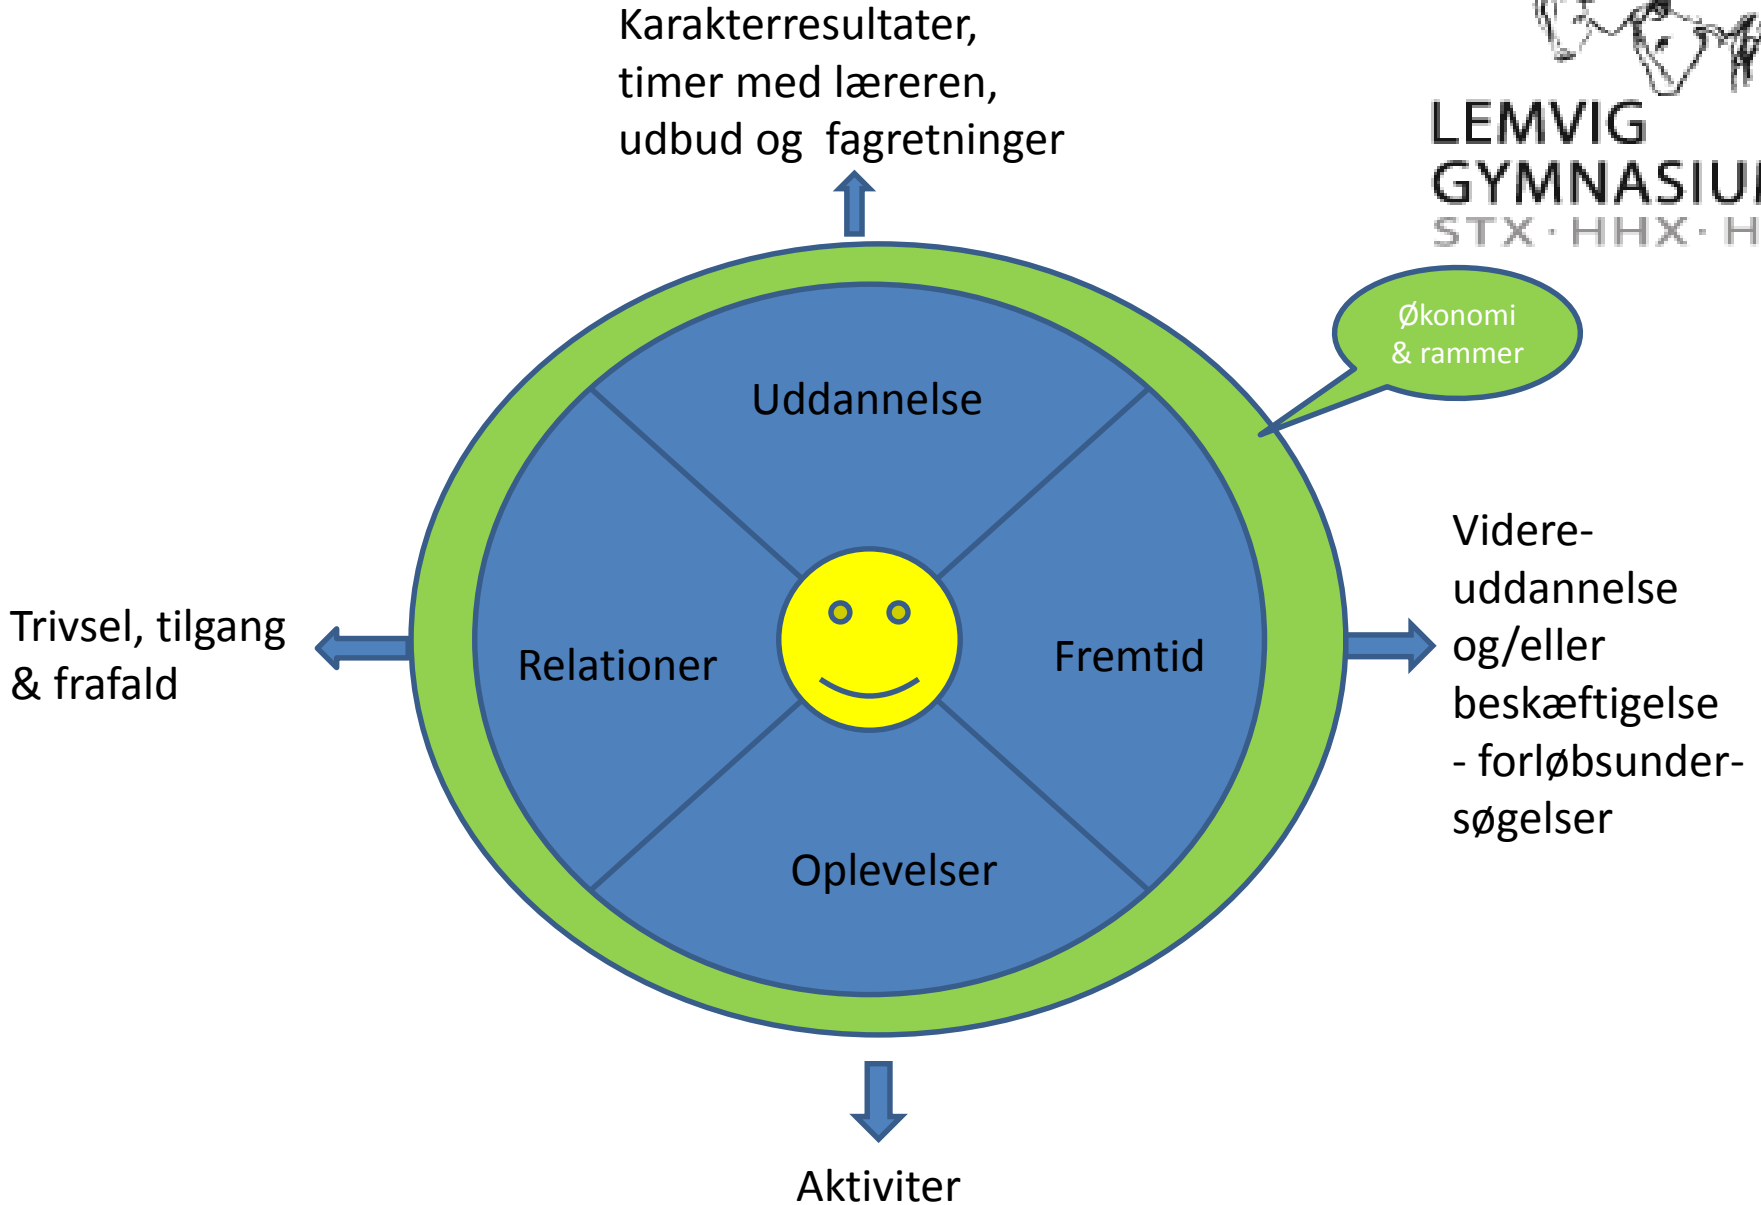 Karakterresultater,
timer med læreren,
udbud og fagretninger
LEMVIG
GYMNASIUM
STX · HHX · H
Økonomi
& rammer
Uddannelse
Trivsel, tilgang
& frafald
Relationer
Fremtid
Videre-
uddannelse
og/eller
beskæftigelse
- forløbsunder-
søgelser
Oplevelser
Aktiviter